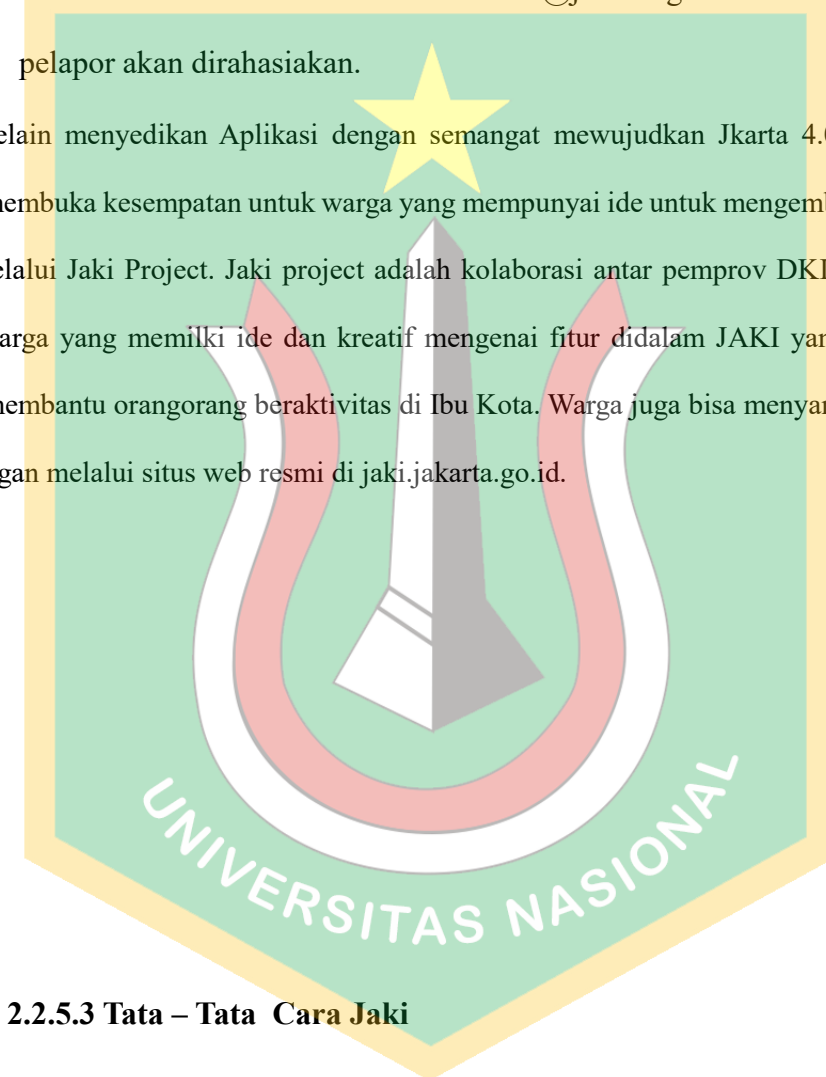 pelapor akan dirahasiakan.
elain menyedikan Aplikasi dengan semangat mewujudkan Jkarta 4.
embuka kesempatan untuk warga yang mempunyai ide untuk mengemb
elalui Jaki Project. Jaki project adalah kolaborasi antar pemprov DKI
arga yang memilki ide dan kreatif mengenai fitur didalam JAKI yan
embantu orangorang beraktivitas di Ibu Kota. Warga juga bisa menyam
gan melalui situs web resmi di jaki.jakarta.go.id.
UNIVERSITAS NASIONAL
2.2.5.3 Tata – Tata Cara Jaki